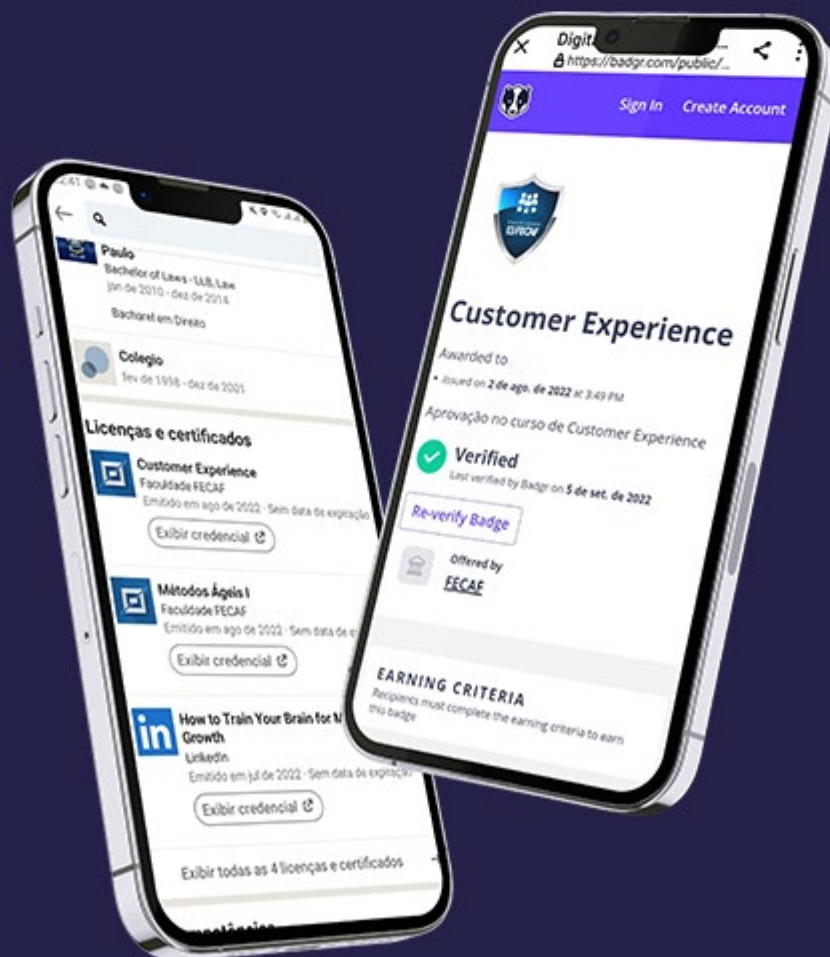 Paulo
Bachelor of Laws - LLB, Law
jan de 2010 - dez de 2014
Bacharel em Direito
Colegio
fev de 1998 - dez de 2001
Licenças e certificados
Customer Experience
Faculdade FECAF
Emitido em ago de 2022 · Sem data de expiração
Exibir credencial
Métodos Ágeis I
Faculdade FECAF
Emitido em ago de 2022 · Sem data de e
Exibir credencial
in
How to Train Your Brain for M
Growth
LinkedIn
Emitido em jul de 2022 · Sem data de expiração
Exibir credencial
Exibir todas as 4 licenças e certificados
Digit
https://badgr.com/public/...
Sign In Create Account
Customer Experience
Awarded to
• Issued on 2 de ago. de 2022 at 3:49 PM
Aprovação no curso de Customer Experience
Verified
Last verified by Badgr on 5 de set. de 2022
Re-verify Badge
Offered by
FECAF
EARNING CRITERIA
Recipients must complete the earning criteria to earn
this badge